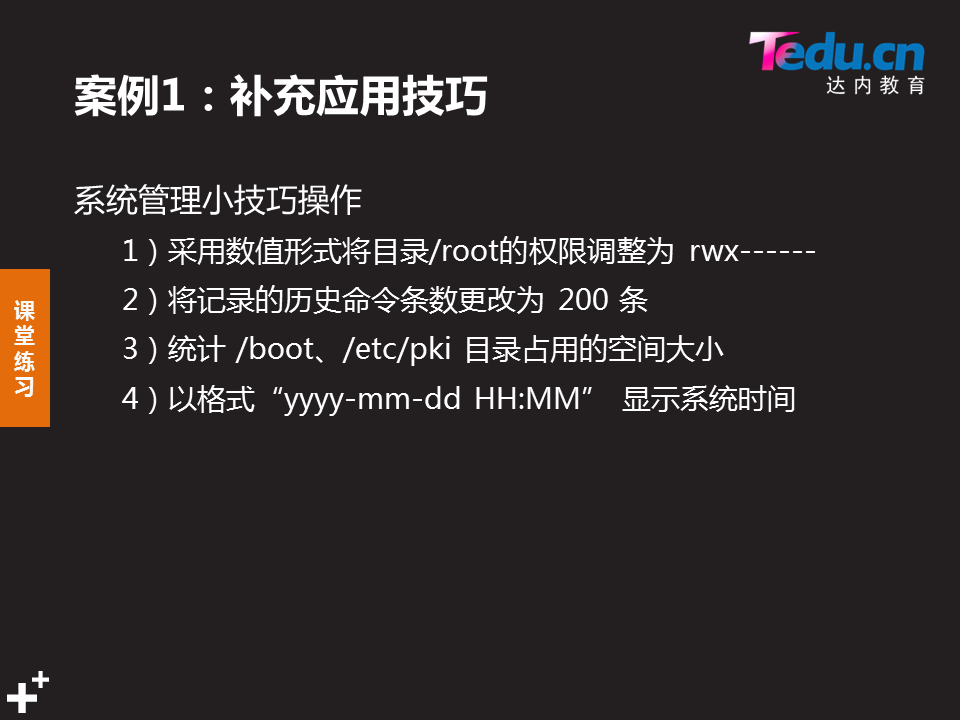 Tedu.cn
达内教育
案例1：补充应用技巧
系统管理小技巧操作
1）采用数值形式将目录/root的权限调整为 rwx------
2）将记录的历史命令条数更改为 200 条
3）统计 /boot、/etc/pki 目录占用的空间大小
4）以格式“yyyy-mm-dd HH:MM” 显示系统时间
课堂练习